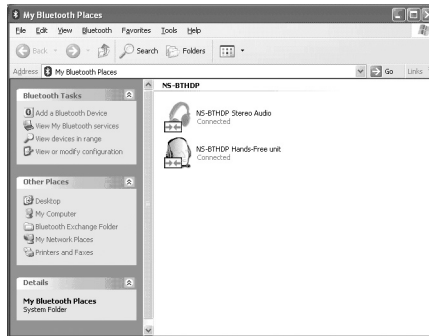 My Bluetooth Places
File Edit View Bluetooth Favorites Tools Help
Back Search Folders
Address My Bluetooth Places Go Links
Bluetooth Tasks
Add a Bluetooth Device
View My Bluetooth services
View devices in range
View or modify configuration
Other Places
Desktop
My Computer
Bluetooth Exchange Folder
My Network Places
Printers and Faxes
Details
My Bluetooth Places
System Folder
NS-BTHDP
NS-BTHDP Stereo Audio
Connected
NS-BTHDP Hands-Free unit
Connected